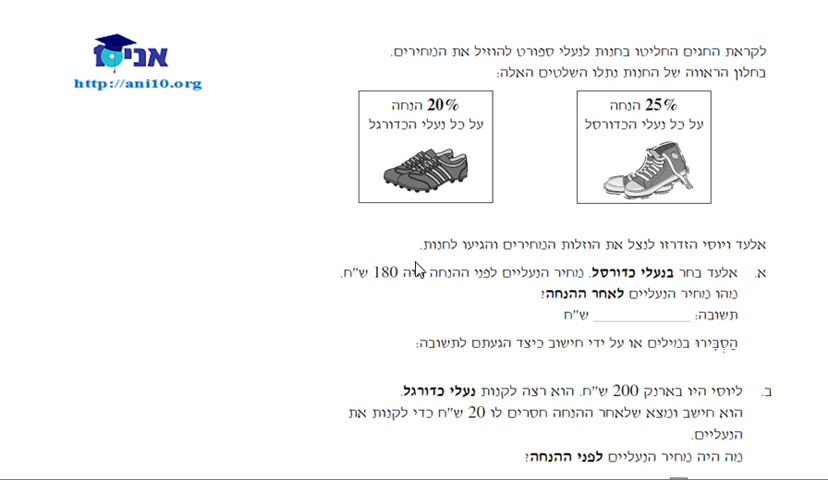 אני10
http://ani10.org
לקראת החגים החליטו בחנות לנעלי ספורט להוזיל את המחירים.
בחלון הראווה של החנות נתלו השלטים האלה:
25% הנחה
על כל נעלי הכדורסל
20% הנחה
על כל נעלי הכדורגל
אלעד ויוסי הזדרזו לנצל את הוזלות המחירים והגיעו לחנות.
א. אלעד בחר בנעלי כדורסל. מחיר הנעליים לפני ההנחה היה 180 ש"ח.
מהו מחיר הנעליים לאחר ההנחה?
תשובה: ____________ ש"ח
הַסְבִּירוּ במילים או על ידי חישוב כיצד הגעתם לתשובה:
ב. ליוסי היו בארנק 200 ש"ח. הוא רצה לקנות נעלי כדורגל.
הוא חישב ומצא שלאחר ההנחה חסרים לו 20 ש"ח כדי לקנות את
הנעליים.
מה היה מחיר הנעליים לפני ההנחה?